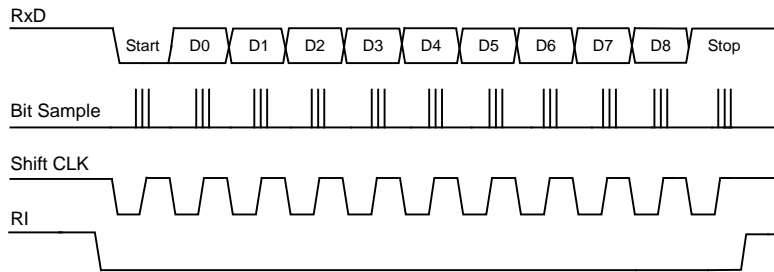 RxD
Start D0 D1 D2 D3 D4 D5 D6 D7 D8 Stop
Bit Sample
Shift CLK
RI